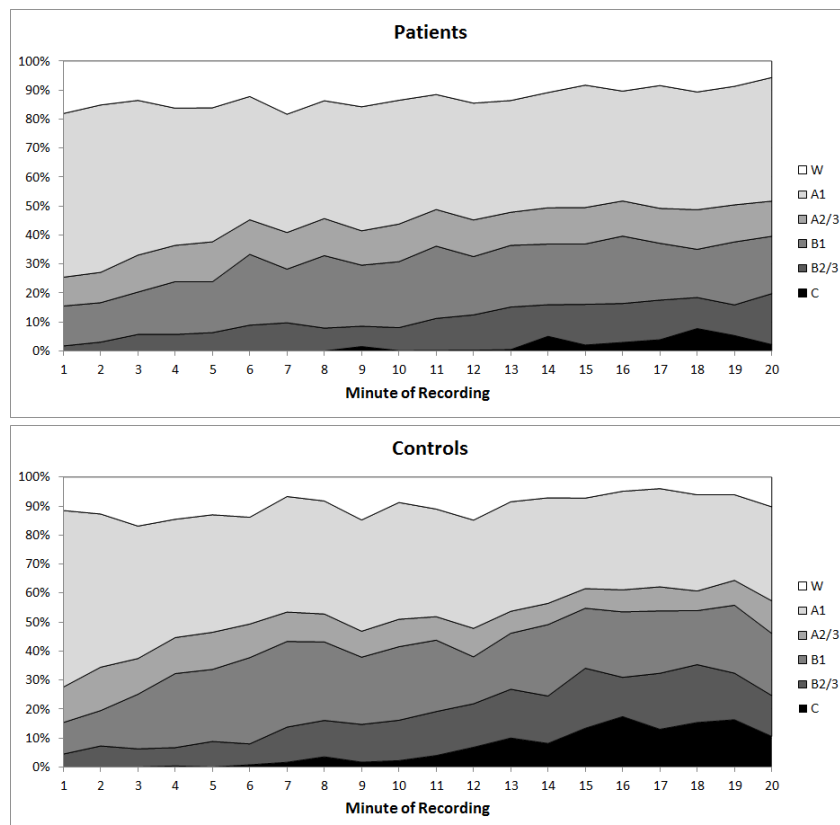 Patients
100%
90%
80%
70%
60%
50%
40%
30%
20%
10%
0%
1 2 3 4 5 6 7 8 9 10 11 12 13 14 15 16 17 18 19 20
Minute of Recording
W
A1
A2/3
B1
B2/3
C
Controls
100%
90%
80%
70%
60%
50%
40%
30%
20%
10%
0%
1 2 3 4 5 6 7 8 9 10 11 12 13 14 15 16 17 18 19 20
Minute of Recording
W
A1
A2/3
B1
B2/3
C